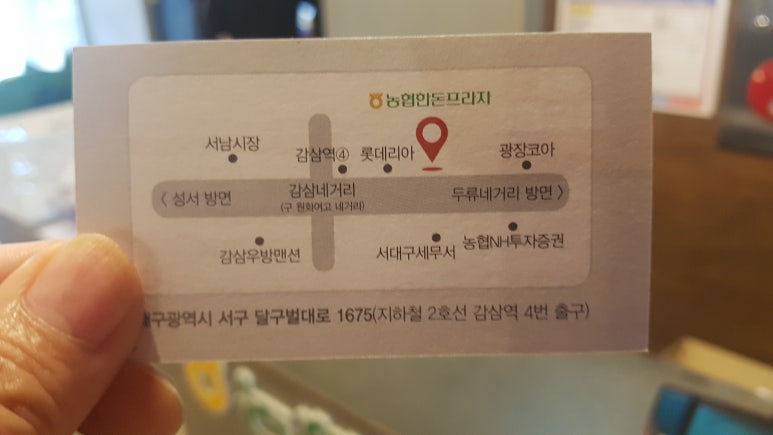 농협한돈프라자
서남시장
감삼역④ 롯데리아
광장코아
〈 성서 방면
감삼네거리
(구 원화여고 네거리)
두류네거리 방면 〉
감삼우방맨션
서대구세무서
농협NH투자증권
대구광역시 서구 달구벌대로 1675(지하철 2호선 감삼역 4번 출구)